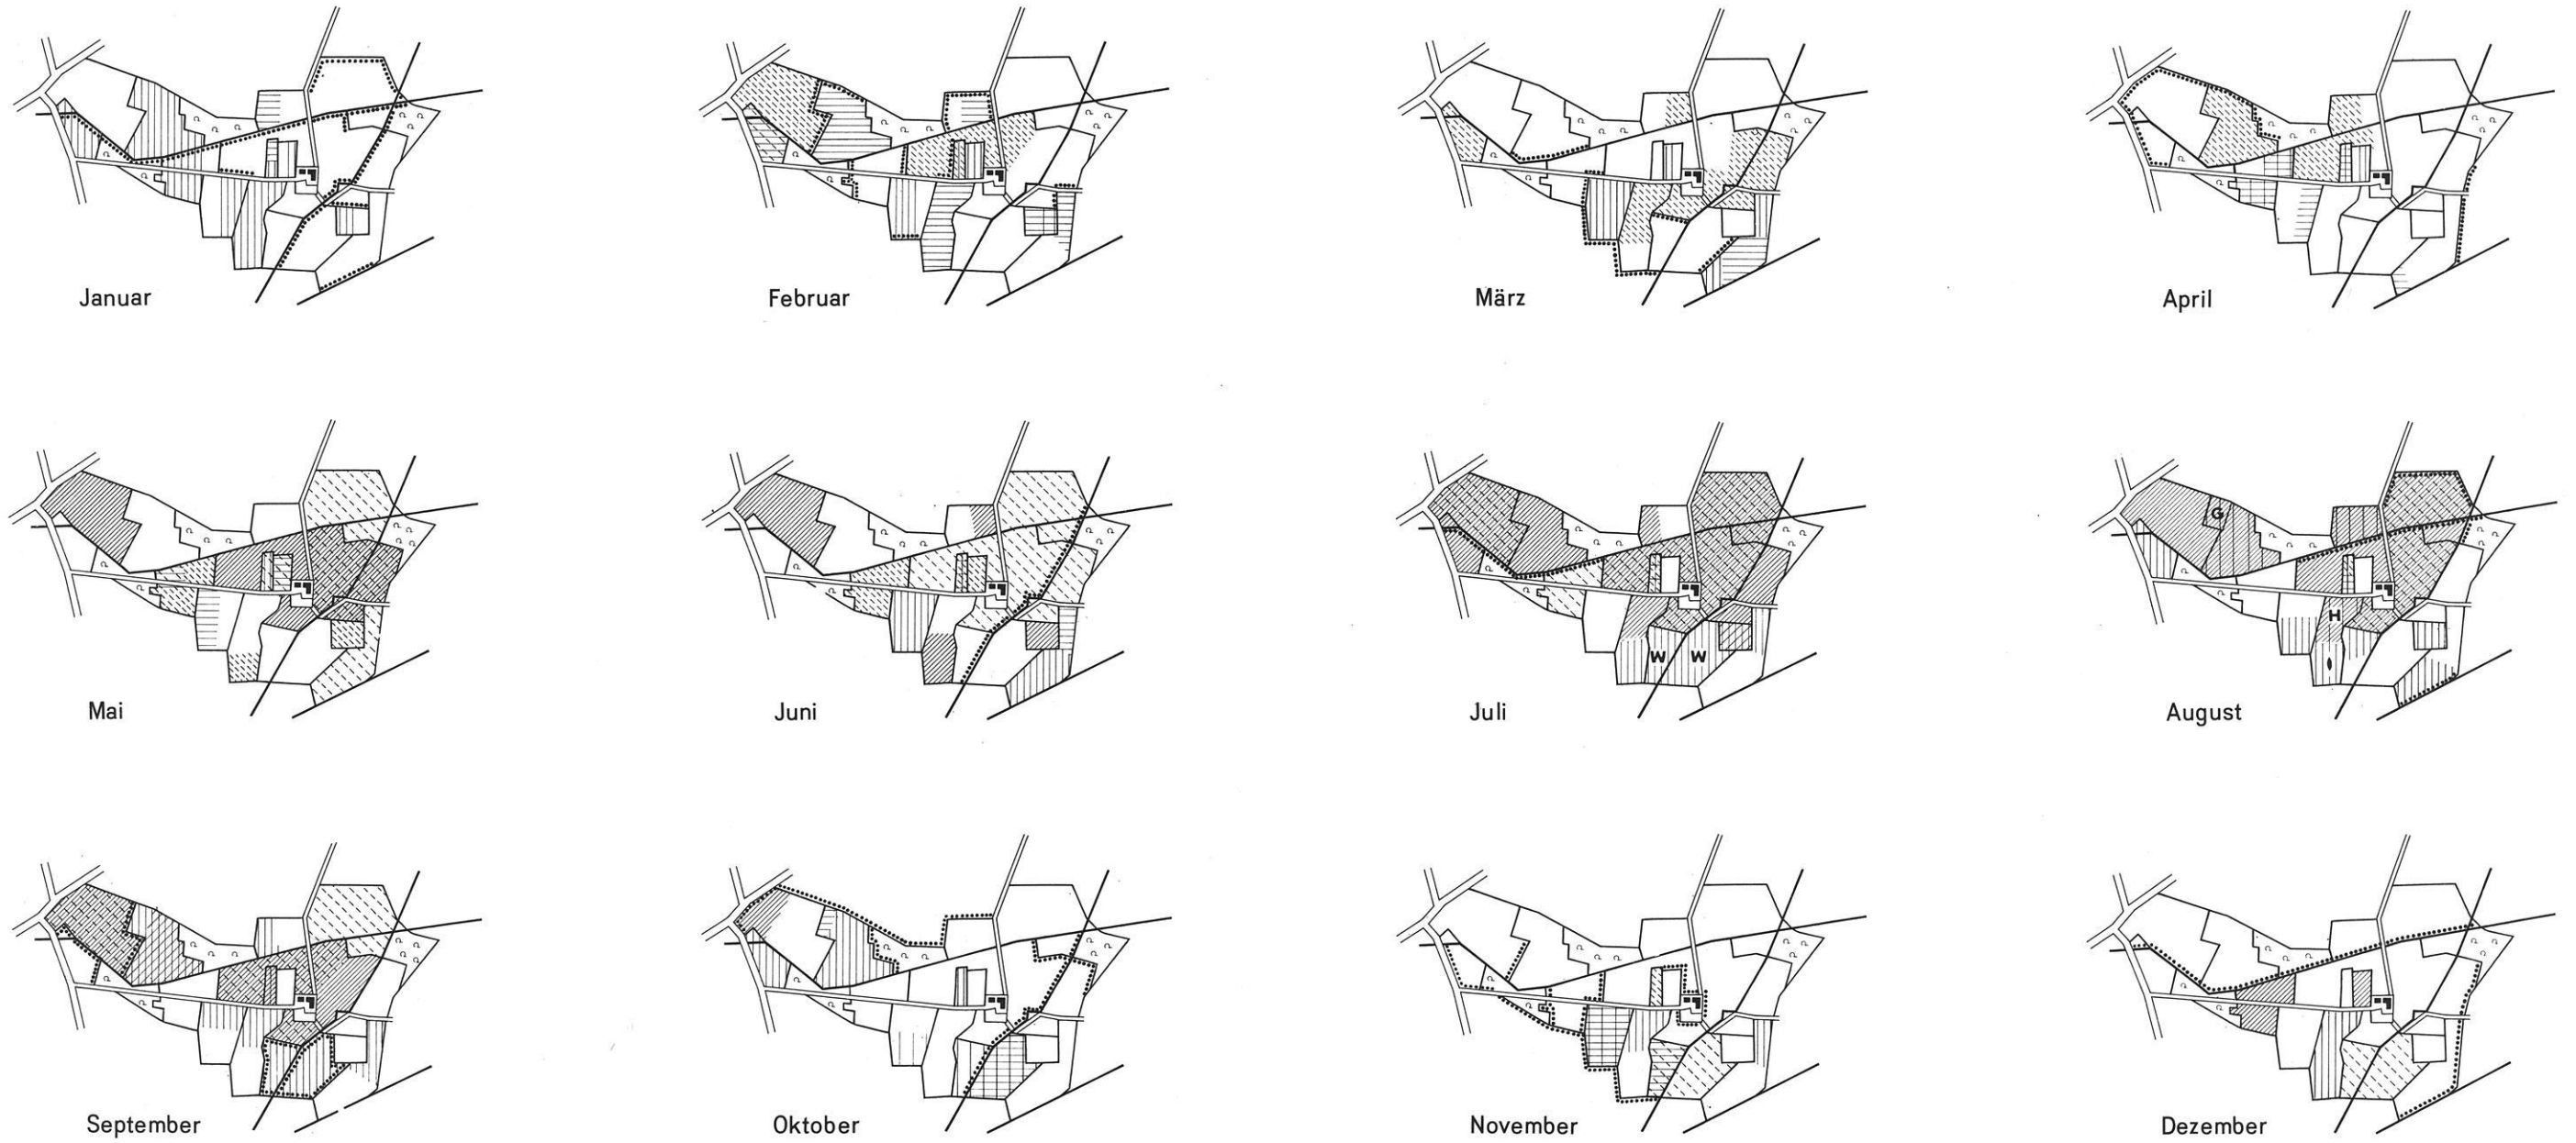 Januar
Februar
März
April
Mai
Juni
W W
Juli
G
H
August
September
Oktober
November
Dezember